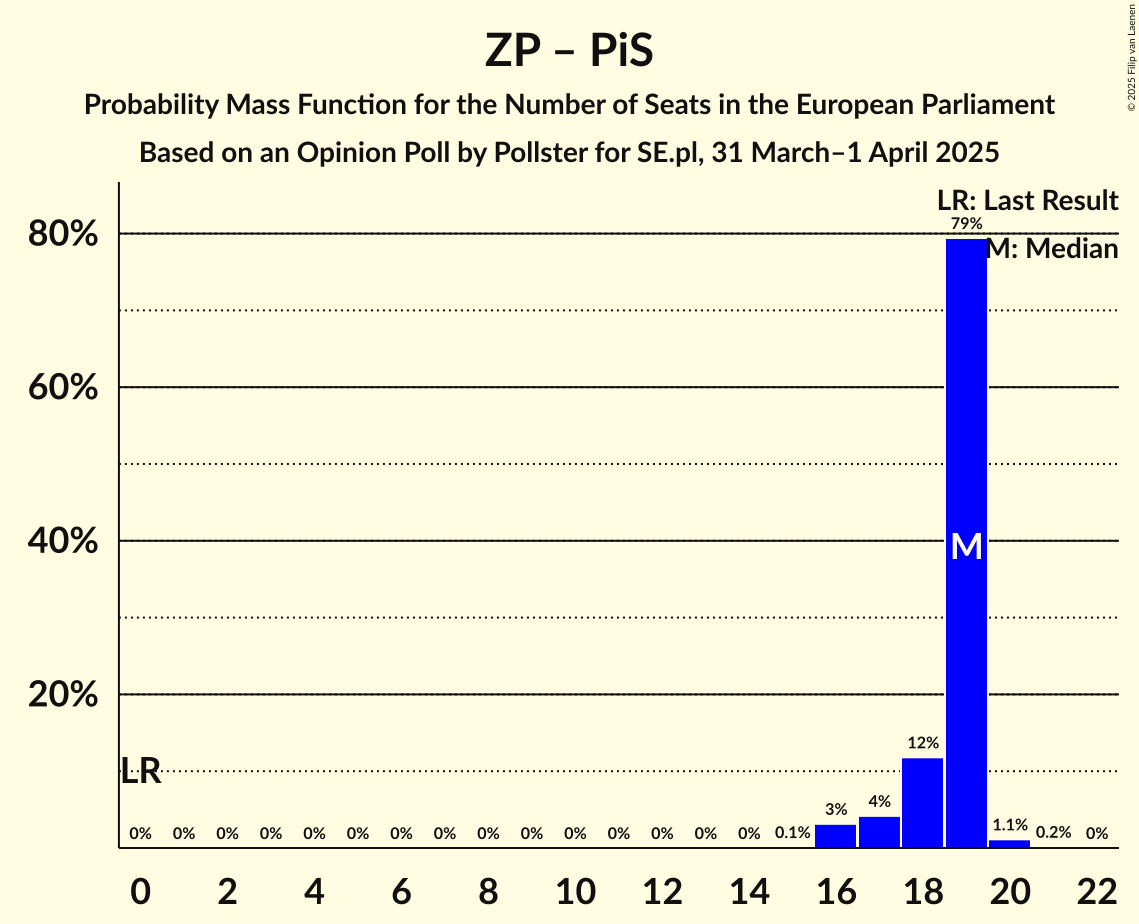 ZP – PiS
Probability Mass Function for the Number of Seats in the European Parliament
Based on an Opinion Poll by Pollster for SE.pl, 31 March–1 April 2025
© 2025 Filip van Laenen
LR: Last Result
M: Median
80%
60%
40%
20%
79%
M
LR
12%
4%
3%
1.1%
0% 0% 0% 0% 0% 0% 0% 0% 0% 0% 0% 0% 0% 0% 0% 0.1% 0.2% 0%
0 2 4 6 8 10 12 14 16 18 20 22